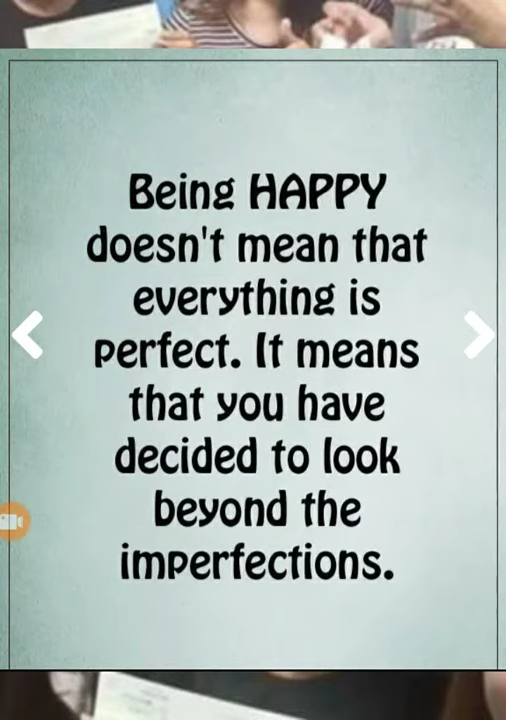 Being HAPPY
doesn't mean that
everything is
perfect. It means
that you have
decided to look
beyond the
imperfections.